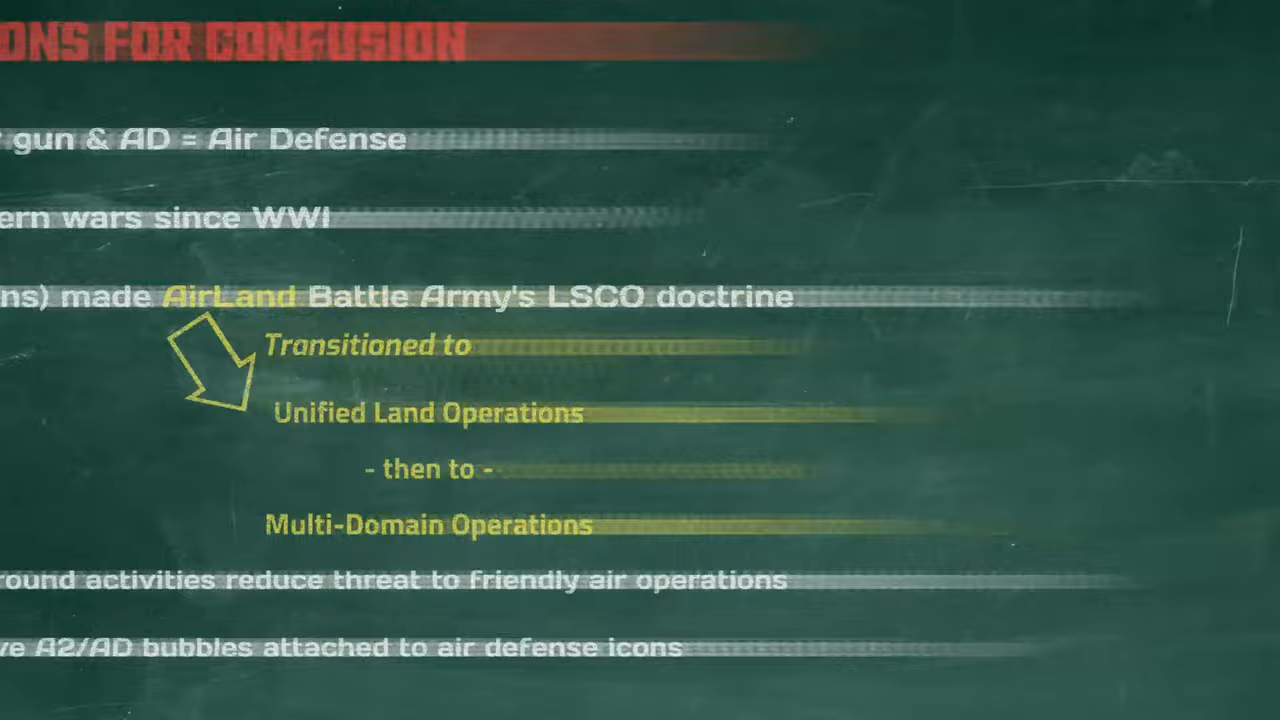 ONS FOR CONFUSION
gun & AD = Air Defense
ern wars since WWI
ns) made AirLand Battle Army's LSCO doctrine
Transitioned to
Unified Land Operations
- then to -
Multi-Domain Operations
round activities reduce threat to friendly air operations
ve A2/AD bubbles attached to air defense icons